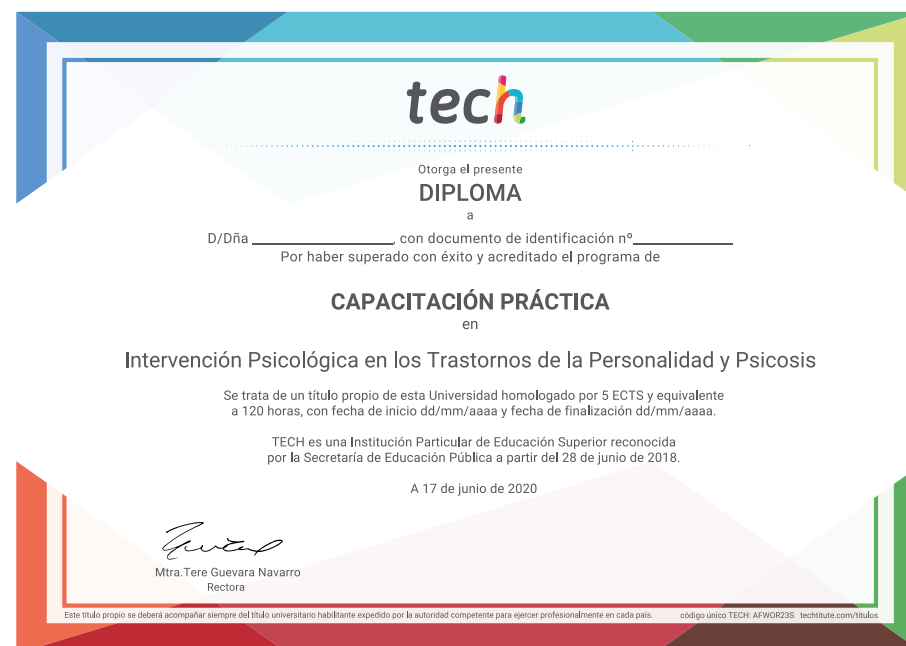 tech
Otorga el presente
DIPLOMA
a
D/Dña ____________________, con documento de identificación nº______________
Por haber superado con éxito y acreditado el programa de
CAPACITACIÓN PRÁCTICA
en
Intervención Psicológica en los Trastornos de la Personalidad y Psicosis
Se trata de un título propio de esta Universidad homologado por 5 ECTS y equivalente
a 120 horas, con fecha de inicio dd/mm/aaaa y fecha de finalización dd/mm/aaaa.
TECH es una Institución Particular de Educación Superior reconocida
por la Secretaría de Educación Pública a partir del 28 de junio de 2018.
A 17 de junio de 2020
Mtra.Tere Guevara Navarro
Rectora
Este título propio se deberá acompañar siempre del título universitario habilitante expedido por la autoridad competente para ejercer profesionalmente en cada país. código único TECH: AFWOR23S techtitute.com/titulos